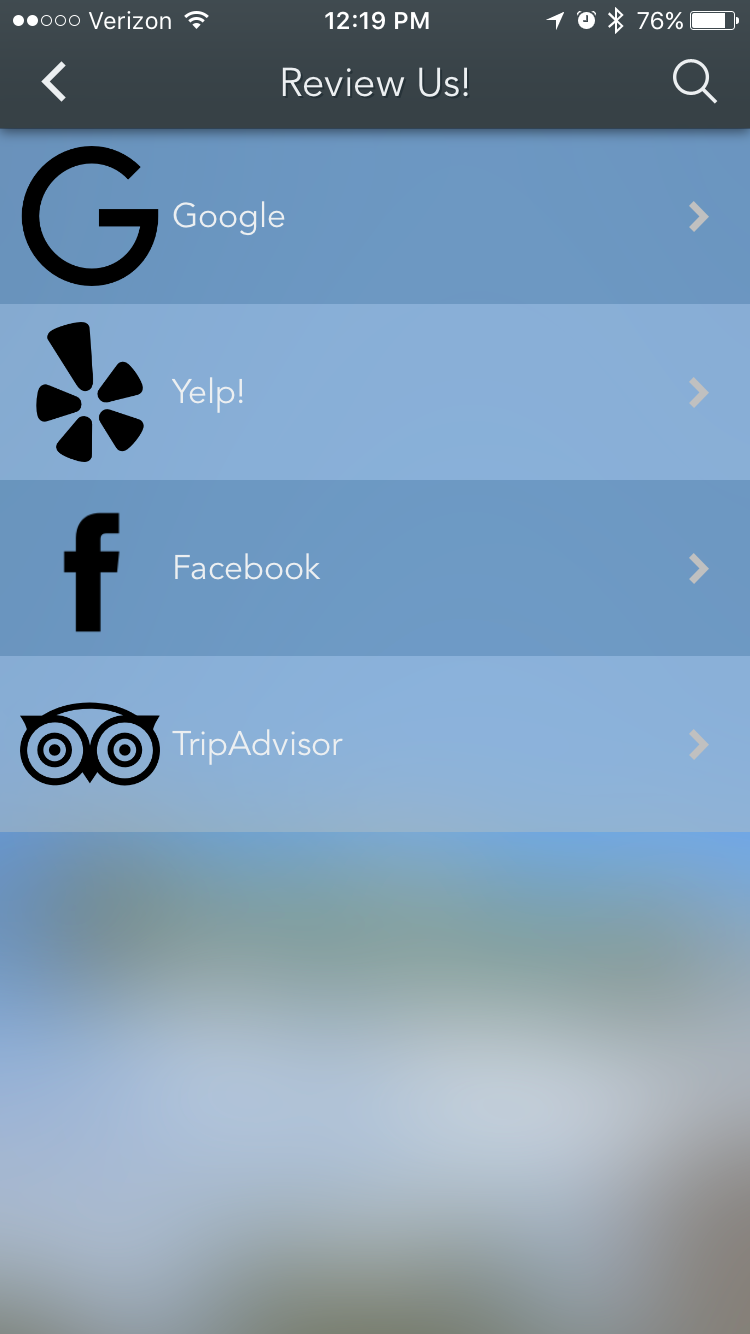 Verizon 12:19 PM 76%
Review Us!
Google
Yelp!
Facebook
TripAdvisor